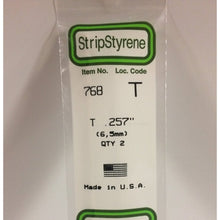 StripStyrene
Item No. Loc. Code
768 T
T .257"
(6,5mm)
QTY 2
Made in U.S.A.